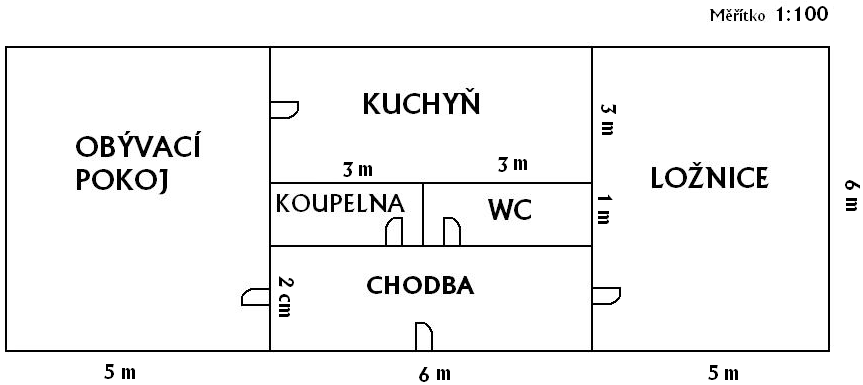 Měřítko 1:100
KUCHYŇ
3 m
OBÝVACÍ
POKOJ
3 m
3 m
LOŽNICE
6 m
KOUPELNA
WC
1 m
CHODBA
2 cm
5 m
6 m
5 m